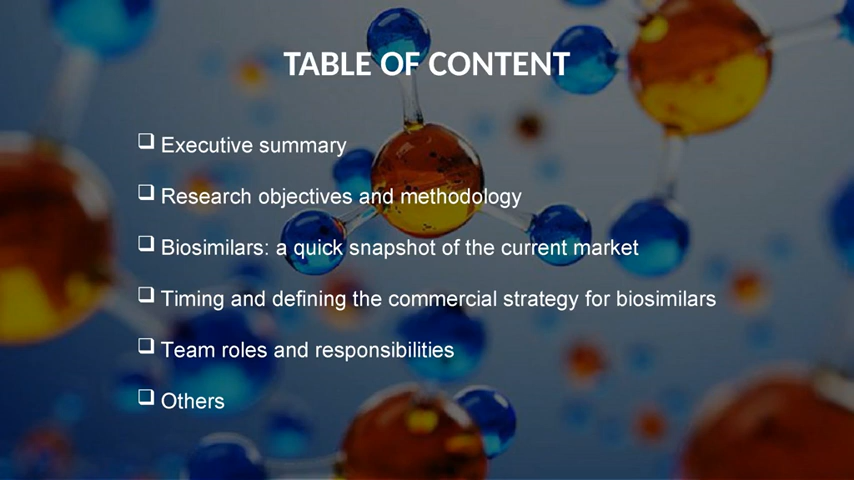 TABLE OF CONTENT
Executive summary
Research objectives and methodology
Biosimilars: a quick snapshot of the current market
Timing and defining the commercial strategy for biosimilars
Team roles and responsibilities
Others